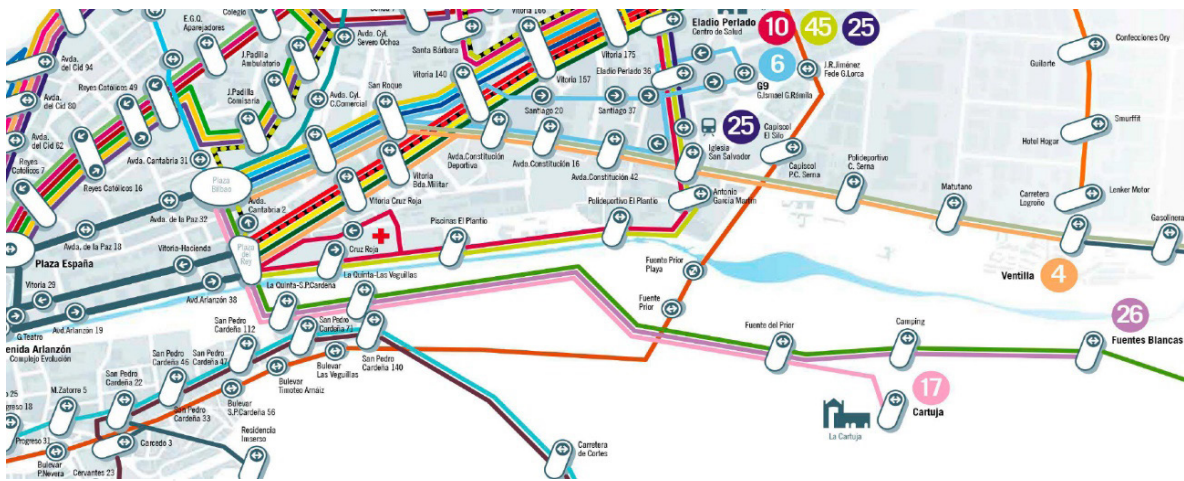 Colegio
E.G.Q.
Aparejadores
Avda. Cyl.
Severo Ochoa
Santa Bárbara
Vitoria 166
Vitoria 175
Eladio Perlado
Centro de Salud
10
45
25
6
G9
G.Ismael G.Rómila
J.R.Jiménez
Fede G.Lorca
Confecciones Ory
Guilarte
Avda.
del Cid 94
J.Padilla
Ambulatorio
San Roque
Vitoria 140
Vitoria 157
Eladio Perlado 36
Reyes Católicos 49
J.Padilla
Comisaría
Avda. Cyl.
C.Comercial
Santiago 20
Santiago 37
Avda.
del Cid 80
Smurffit
Avda.
del Cid 62
25
Capiscol
El Silo
Hotel Hogar
Reyes
Católicos 7
Avda. Cantabria 31
Iglesia
San Salvador
Reyes Católicos 16
Avda.Constitución
Deportiva
Avda.Constitución 16
Avda.Constitución 42
Capiscol
P.C. Serna
Polideportivo
C. Serna
Plaza
Bilbao
Vitoria
Bda.Militar
Matutano
Carretera
Logroño
Lenker Motor
Avda.
Cantabria 2
Vitoria Cruz Roja
Antonio
García Martín
Avda. de la Paz 32
Piscinas El Plantío
Polideportivo El Plantío
Gasolinera
Avda. de la Paz 18
Plaza
del Rey
Cruz Roja
Vitoria-Hacienda
Plaza España
Fuente Prior
Playa
Ventilla
4
La Quinta-Las Veguillas
La Quinta-S.P.Cardeña
Vitoria 29
Avd.Arlanzón 38
Fuente
Prior
26
Avd.Arlanzón 19
G.Teatro
San Pedro
Cardeña 112
San Pedro
Cardeña 71
Fuente del Prior
Camping
Fuentes Blancas
enida Arlanzón
Complejo Evolución
San Pedro
Cardeña 45
San Pedro
Cardeña 47
Bulevar
Las Veguillas
San Pedro
Cardeña 140
San Pedro
Cardeña 22
Bulevar
Timoteo Arnaiz
17
Cartuja
M.Zatorre 5
25
ogreso 18
San Pedro
Cardeña 33
Bulevar
S.P.Cardeña 56
La Cartuja
Progreso 31
Carcedo 3
Residencia
Imserso
Carretera
de Cortes
Bulevar
P.Nevera
Cervantes 23